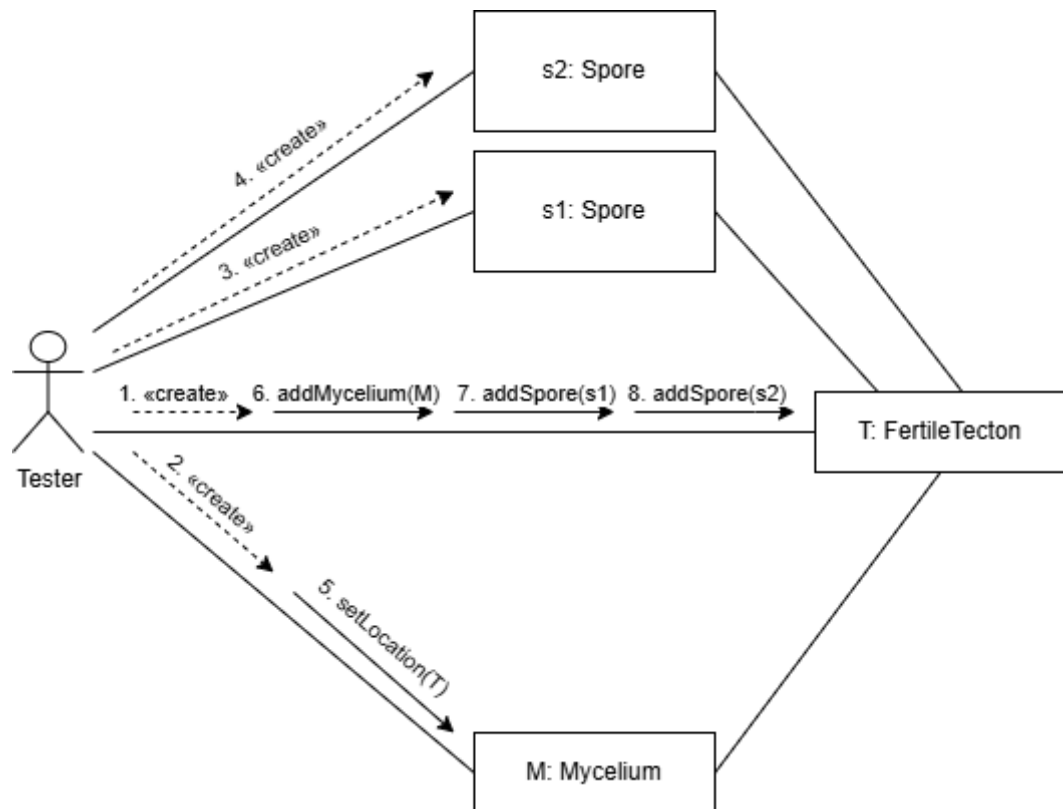 s2: Spore
4. «create»
s1: Spore
3. «create»
1. «create»
6. addMycelium(M)
7. addSpore(s1)
8. addSpore(s2)
T: FertileTecton
Tester
2. «create»
5. setLocation(T)
M: Mycelium